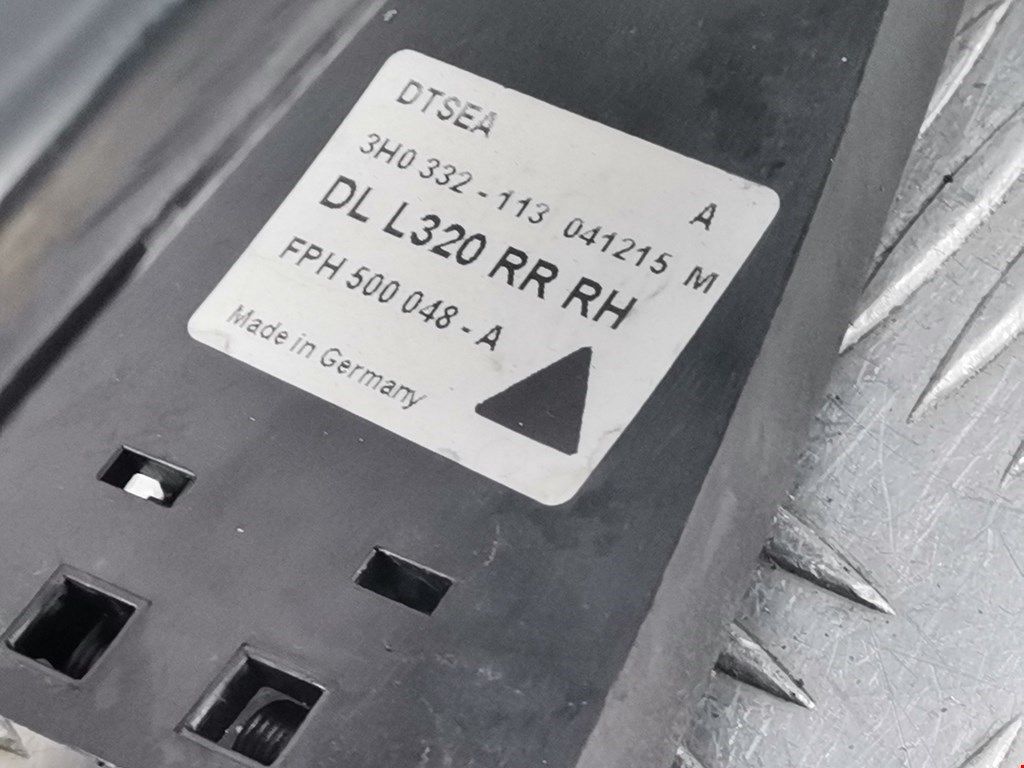 DTSEA
A
3H0 332 - 113 041215 M
DL L320 RR RH
FPH 500 048 - A
Made in Germany